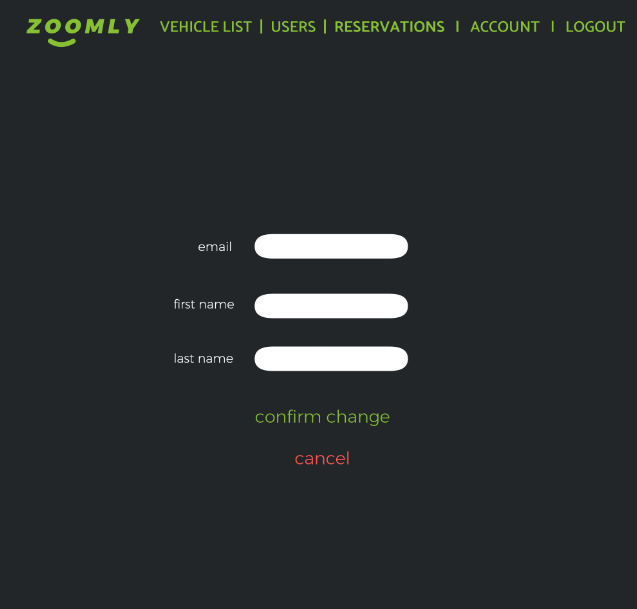 ZOOMLY VEHICLE LIST | USERS | RESERVATIONS I ACCOUNT I LOGOUT
email
first name
last name
confirm change
cancel